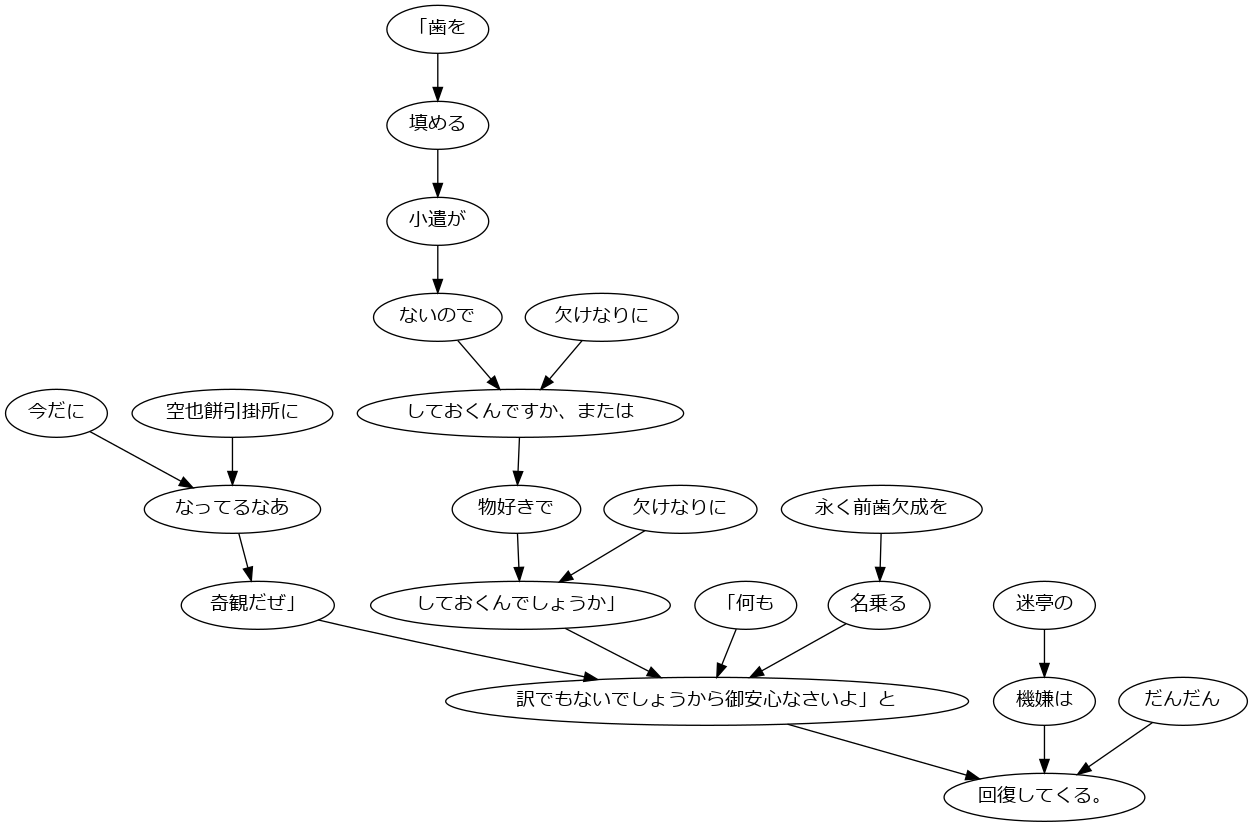 「歯を
填める
小遣が
ないので
欠けなりに
今だに
空也餅引掛所に
しておくんですか、または
なってるなあ
物好きで
欠けなりに
永く前歯欠成を
奇観だぜ」
しておくんでしょうか」
「何も
名乗る
迷亭の
訳でもないでしょうから御安心なさいよ」と
機嫌は
だんだん
回復してくる。